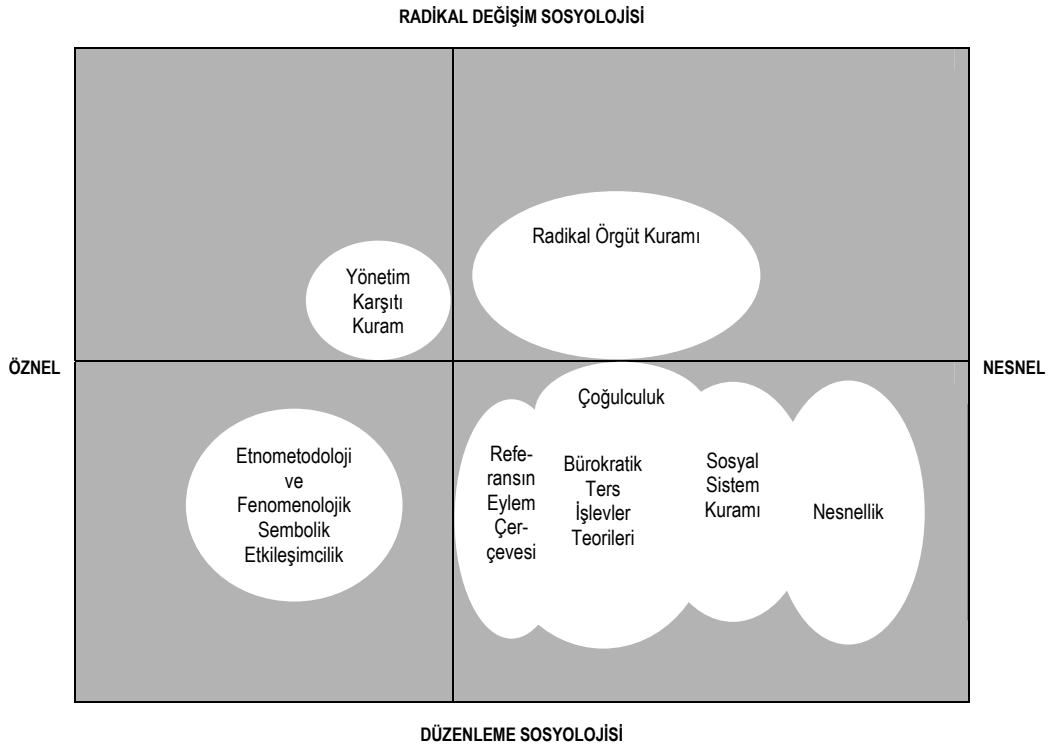 RADİKAL DEĞİŞİM SOSYOLOJİSİ
Radikal Örgüt Kuramı
Yönetim
Karşıtı
Kuram
ÖZNEL
NESNEL
Etnometodoloji
ve
Fenomenolojik
Sembolik
Etkileşimcilik
Refe-
ransın
Eylem
Çer-
çevesi
Çoğulculuk
Bürokratik
Ters
İşlevler
Teorileri
Sosyal
Sistem
Kuramı
Nesnellik
DÜZENLEME SOSYOLOJİSİ